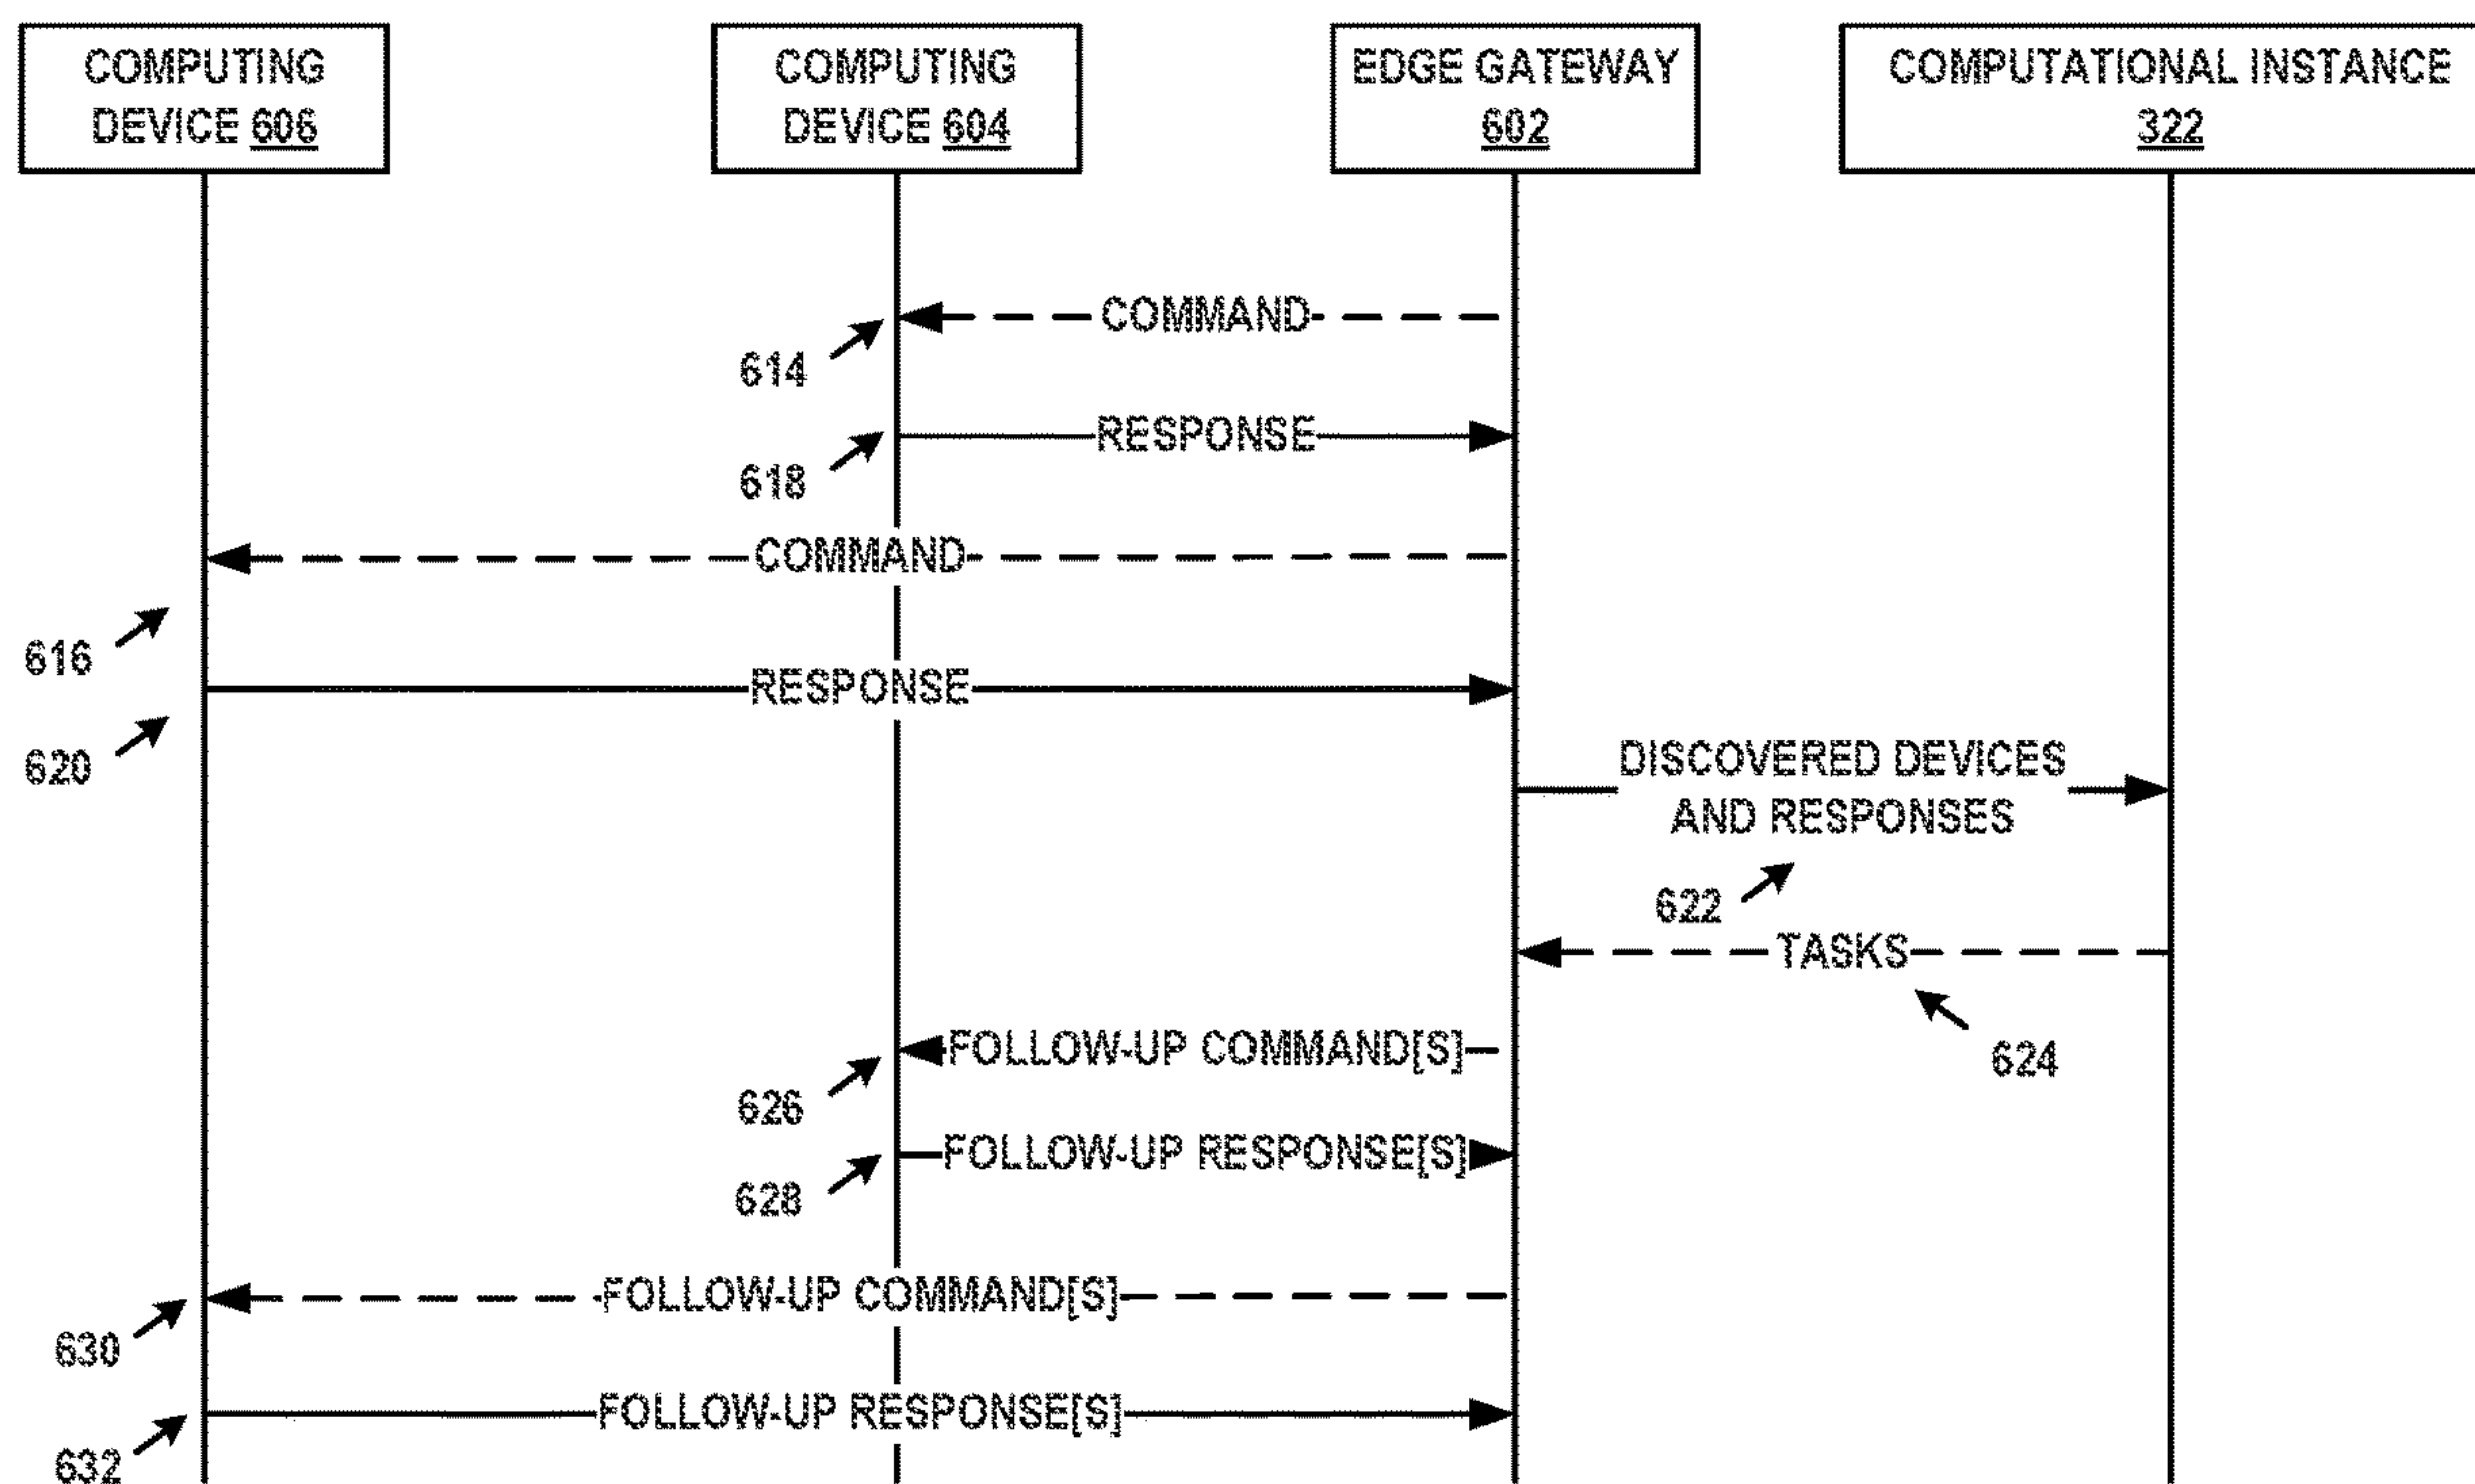 COMPUTING
DEVICE 606
COMPUTING
DEVICE 604
EDGE GATEWAY
602
COMPUTATIONAL INSTANCE
322
COMMAND
614
RESPONSE
618
COMMAND
616
RESPONSE
620
DISCOVERED DEVICES
AND RESPONSES
622
TASKS
624
FOLLOW-UP COMMAND[S]
626
FOLLOW-UP RESPONSE[S]
628
FOLLOW-UP COMMAND[S]
630
FOLLOW-UP RESPONSE[S]
632